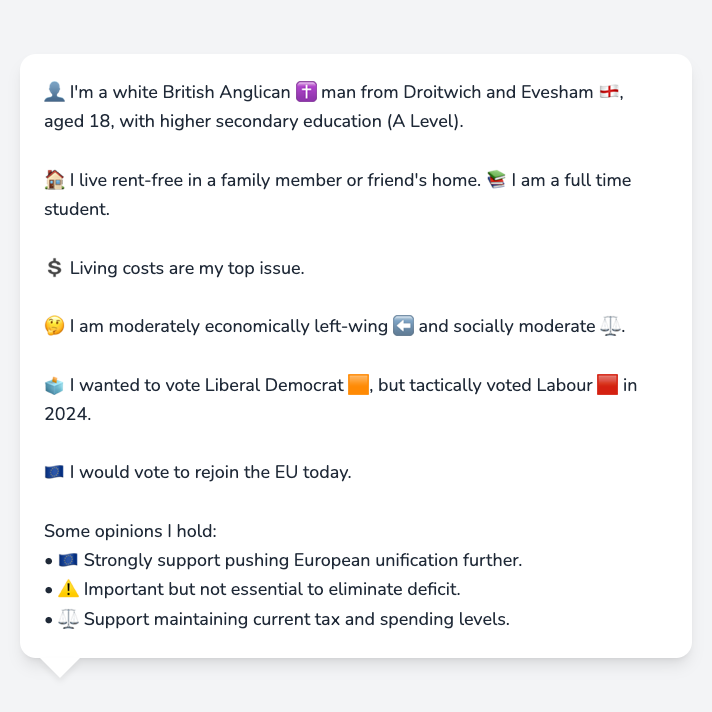 👤 I'm a white British Anglican ✝️ man from Droitwich and Evesham 🏴󠁧󠁢󠁥󠁮󠁧󠁿,
aged 18, with higher secondary education (A Level).
🏠 I live rent-free in a family member or friend's home. 📚 I am a full time
student.
💲 Living costs are my top issue.
🤔 I am moderately economically left-wing ⬅️ and socially moderate ⚖️.
🗳️ I wanted to vote Liberal Democrat 🟧, but tactically voted Labour 🟥 in
2024.
🇪🇺 I would vote to rejoin the EU today.
Some opinions I hold:
• 🇪🇺 Strongly support pushing European unification further.
• ⚠️ Important but not essential to eliminate deficit.
• ⚖️ Support maintaining current tax and spending levels.